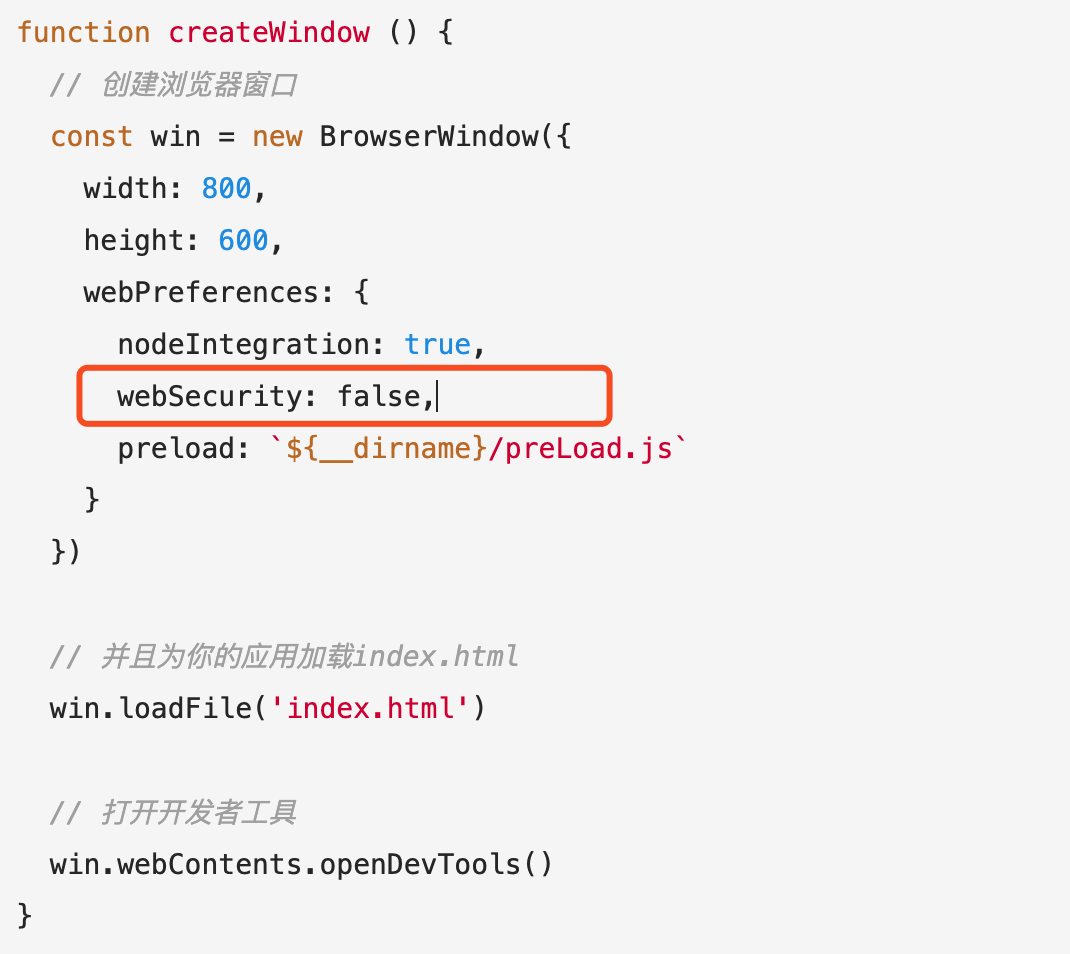 function createWindow () {
// 创建浏览器窗口
const win = new BrowserWindow({
width: 800,
height: 600,
webPreferences: {
nodeIntegration: true,
webSecurity: false,
preload: `${__dirname}/preLoad.js`
}
})
// 并且为你的应用加载index.html
win.loadFile('index.html')
// 打开开发者工具
win.webContents.openDevTools()
}